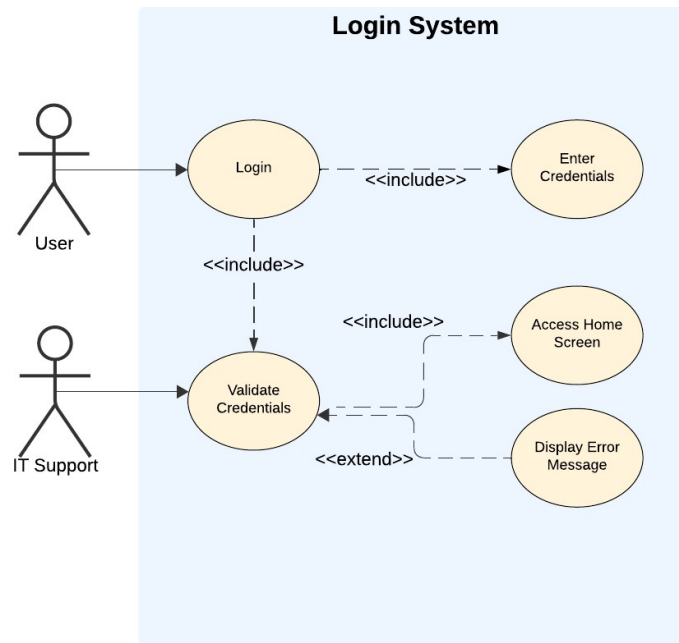 Login System
Login
<<include>>
Enter
Credentials
User
<<include>>
<<include>>
Access Home
Screen
Validate
Credentials
IT Support
<<extend>>
Display Error
Message